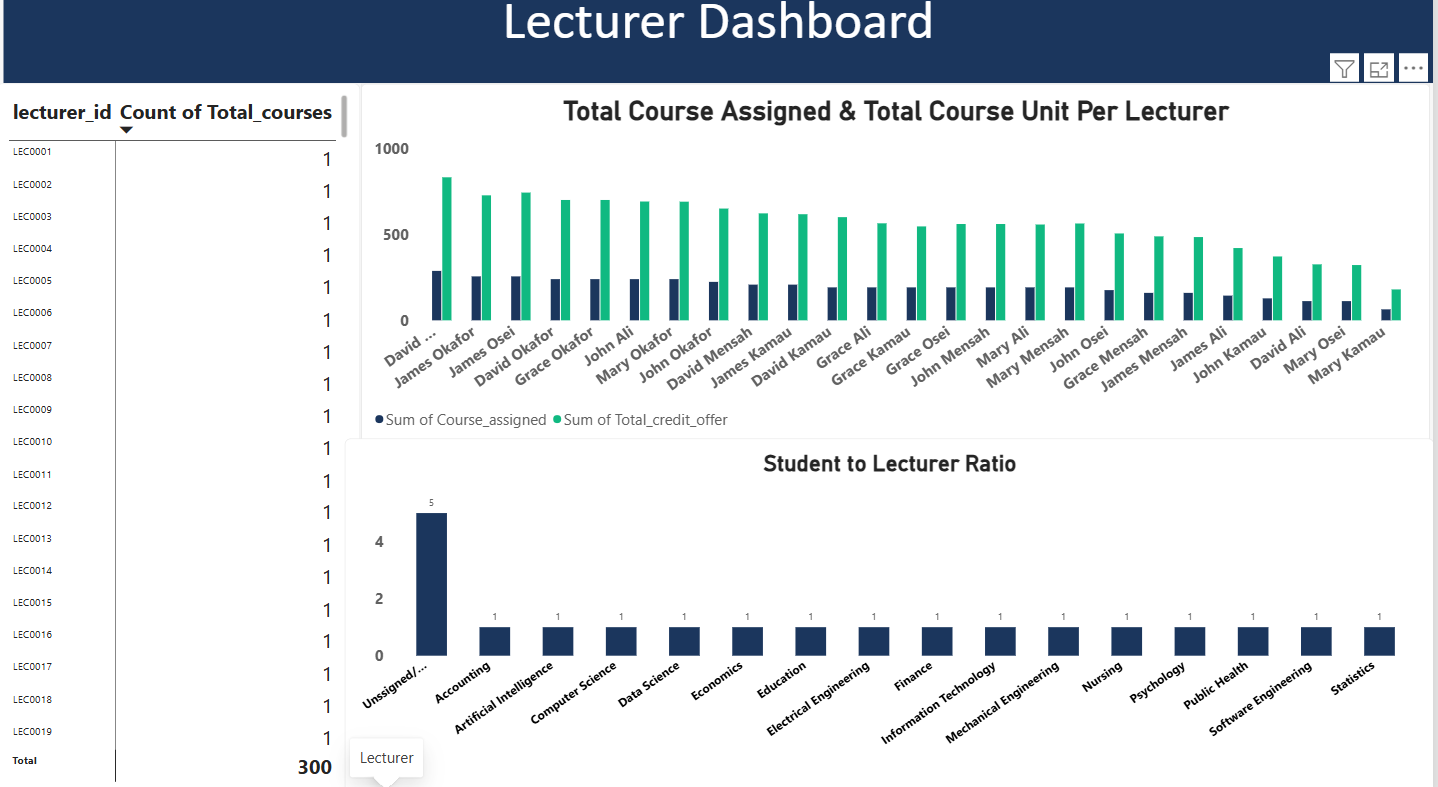 Lecturer Dashboard
lecturer_id Count of Total_courses
LEC0001 1
LEC0002 1
LEC0003 1
LEC0004 1
LEC0005 1
LEC0006 1
LEC0007 1
LEC0008 1
LEC0009 1
LEC0010 1
LEC0011 1
LEC0012 1
LEC0013 1
LEC0014 1
LEC0015 1
LEC0016 1
LEC0017 1
LEC0018 1
LEC0019 1
Total 300
Total Course Assigned & Total Course Unit Per Lecturer
1000
500
0
David ...
James Okafor
James Osei
David Okafor
Grace Okafor
John Ali
Mary Okafor
John Okafor
David Mensah
James Kamau
David Kamau
Grace Ali
Grace Kamau
Grace Osei
John Mensah
Mary Ali
Mary Mensah
John Osei
Grace Mensah
James Mensah
James Ali
John Kamau
David Ali
Mary Osei
Mary Kamau
Sum of Course_assigned Sum of Total_credit_offer
Student to Lecturer Ratio
4
2
0
5 1 1 1 1 1 1 1 1 1 1 1 1 1 1 1
Unssigned/...
Accounting
Artificial Intelligence
Computer Science
Data Science
Economics
Education
Electrical Engineering
Finance
Information Technology
Mechanical Engineering
Nursing
Psychology
Public Health
Software Engineering
Statistics
Lecturer